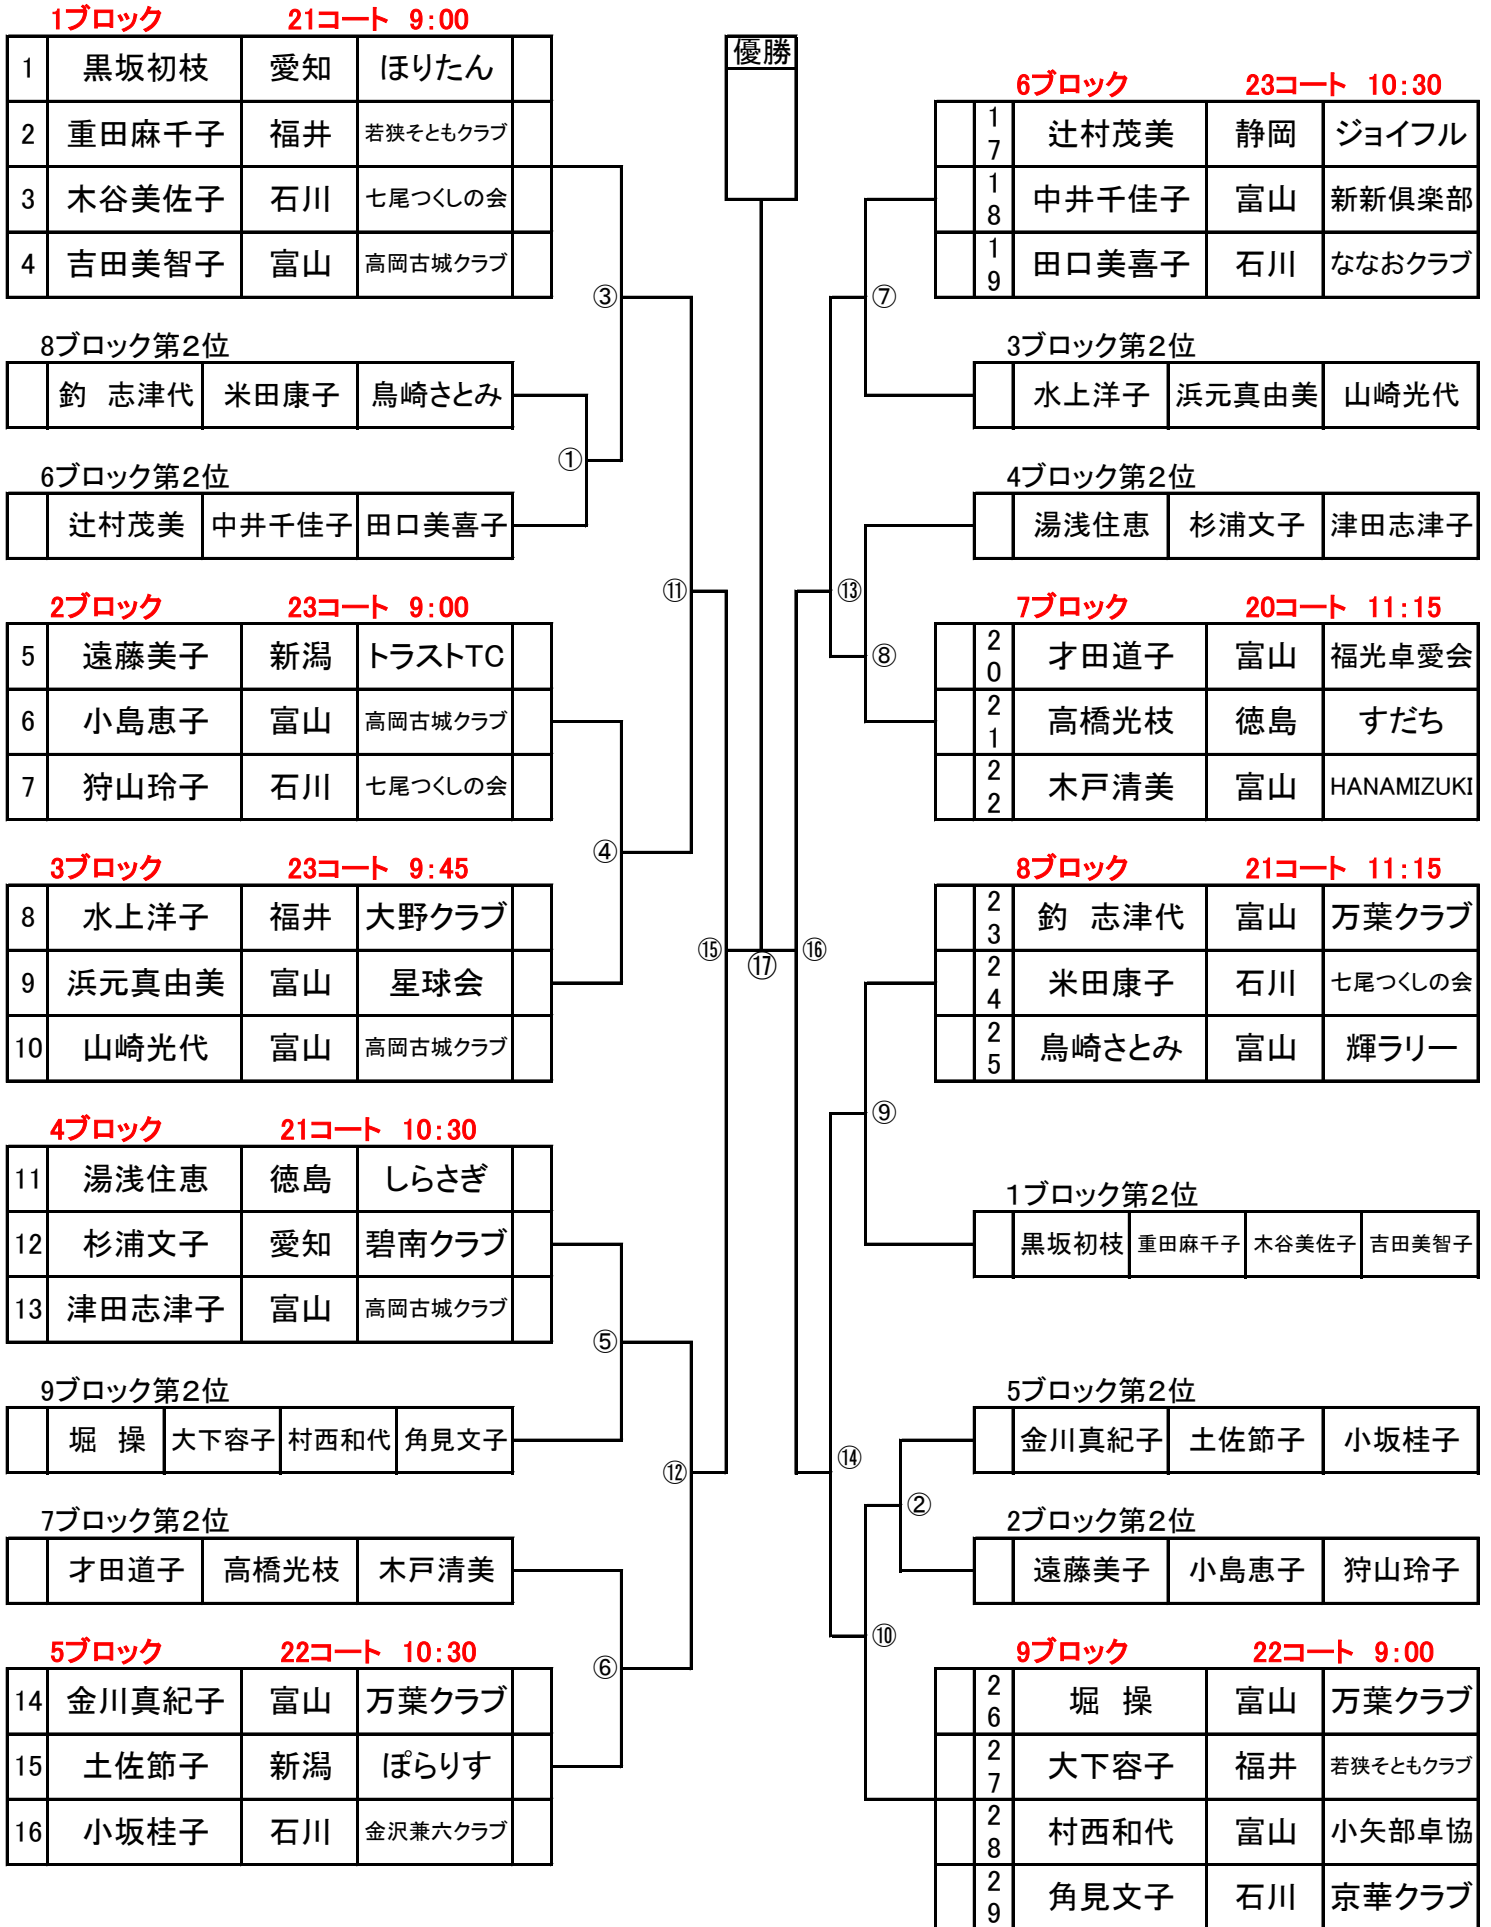 1ブロック 21コート 9:00
1 黒坂初枝 愛知 ほりたん
2 重田麻千子 福井 若狭そともクラブ
3 木谷美佐子 石川 七尾つくしの会
4 吉田美智子 富山 高岡古城クラブ
③
8ブロック第2位
釣 志津代 米田康子 鳥崎さとみ
①
6ブロック第2位
辻村茂美 中井千佳子 田口美喜子
⑪
2ブロック 23コート 9:00
5 遠藤美子 新潟 トラストTC
6 小島恵子 富山 高岡古城クラブ
7 狩山玲子 石川 七尾つくしの会
④
3ブロック 23コート 9:45
8 水上洋子 福井 大野クラブ
9 浜元真由美 富山 星球会
10 山崎光代 富山 高岡古城クラブ
⑮
4ブロック 21コート 10:30
11 湯浅住恵 徳島 しらさぎ
12 杉浦文子 愛知 碧南クラブ
13 津田志津子 富山 高岡古城クラブ
⑤
9ブロック第2位
堀 操 大下容子 村西和代 角見文子
⑫
7ブロック第2位
才田道子 高橋光枝 木戸清美
5ブロック 22コート 10:30
⑥
14 金川真紀子 富山 万葉クラブ
15 土佐節子 新潟 ぽらりす
16 小坂桂子 石川 金沢兼六クラブ
優勝
⑰
6ブロック 23コート 10:30
17 辻村茂美 静岡 ジョイフル
18 中井千佳子 富山 新新倶楽部
19 田口美喜子 石川 ななおクラブ
⑦
3ブロック第2位
水上洋子 浜元真由美 山崎光代
4ブロック第2位
湯浅住恵 杉浦文子 津田志津子
⑬
7ブロック 20コート 11:15
⑧
20 才田道子 富山 福光卓愛会
21 高橋光枝 徳島 すだち
22 木戸清美 富山 HANAMIZUKI
8ブロック 21コート 11:15
23 釣 志津代 富山 万葉クラブ
⑯
24 米田康子 石川 七尾つくしの会
25 鳥崎さとみ 富山 輝ラリー
⑨
1ブロック第2位
黒坂初枝 重田麻千子 木谷美佐子 吉田美智子
5ブロック第2位
金川真紀子 土佐節子 小坂桂子
⑭
②
2ブロック第2位
遠藤美子 小島恵子 狩山玲子
⑩
9ブロック 22コート 9:00
26 堀 操 富山 万葉クラブ
27 大下容子 福井 若狭そともクラブ
28 村西和代 富山 小矢部卓協
29 角見文子 石川 京華クラブ